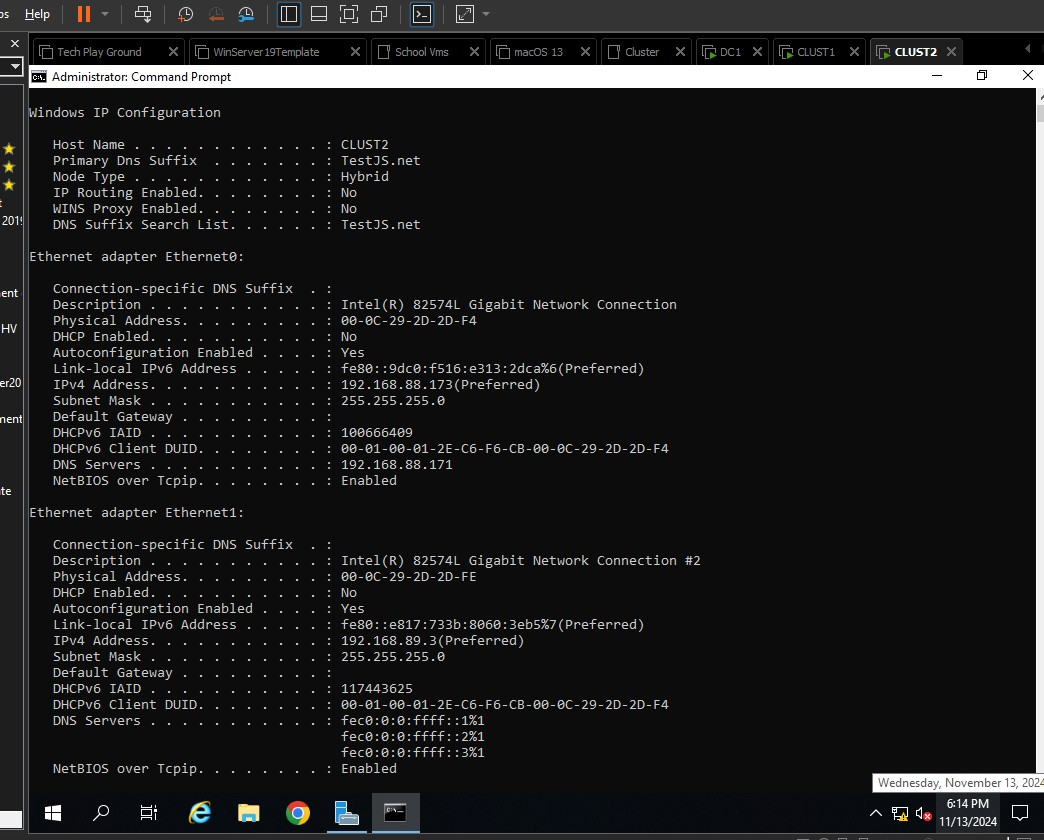 ps Help
Tech Play Ground
WinServer19Template
School Vms
macOS 13
Cluster
DC1
CLUST1
CLUST2
Administrator: Command Prompt
Windows IP Configuration
Host Name . . . . . . . . . . . . : CLUST2
Primary Dns Suffix . . . . . . . : TestJS.net
Node Type . . . . . . . . . . . . : Hybrid
IP Routing Enabled. . . . . . . . : No
WINS Proxy Enabled. . . . . . . . : No
DNS Suffix Search List. . . . . . : TestJS.net
Ethernet adapter Ethernet0:
Connection-specific DNS Suffix . :
Description . . . . . . . . . . . : Intel(R) 82574L Gigabit Network Connection
Physical Address. . . . . . . . . : 00-0C-29-2D-2D-F4
DHCP Enabled. . . . . . . . . . . : No
Autoconfiguration Enabled . . . . : Yes
Link-local IPv6 Address . . . . . : fe80::9dc0:f516:e313:2dca%6(Preferred)
IPv4 Address. . . . . . . . . . . : 192.168.88.173(Preferred)
Subnet Mask . . . . . . . . . . . : 255.255.255.0
Default Gateway . . . . . . . . . :
DHCPv6 IAID . . . . . . . . . . . : 100666409
DHCPv6 Client DUID. . . . . . . . : 00-01-00-01-2E-C6-F6-CB-00-0C-29-2D-2D-F4
DNS Servers . . . . . . . . . . . : 192.168.88.171
NetBIOS over Tcpip. . . . . . . . : Enabled
Ethernet adapter Ethernet1:
Connection-specific DNS Suffix . :
Description . . . . . . . . . . . : Intel(R) 82574L Gigabit Network Connection #2
Physical Address. . . . . . . . . : 00-0C-29-2D-2D-FE
DHCP Enabled. . . . . . . . . . . : No
Autoconfiguration Enabled . . . . : Yes
Link-local IPv6 Address . . . . . : fe80::e817:733b:8060:3eb5%7(Preferred)
IPv4 Address. . . . . . . . . . . : 192.168.89.3(Preferred)
Subnet Mask . . . . . . . . . . . : 255.255.255.0
Default Gateway . . . . . . . . . :
DHCPv6 IAID . . . . . . . . . . . : 117443625
DHCPv6 Client DUID. . . . . . . . : 00-01-00-01-2E-C6-F6-CB-00-0C-29-2D-2D-F4
DNS Servers . . . . . . . . . . . : fec0:0:0:ffff::1%1
fec0:0:0:ffff::2%1
fec0:0:0:ffff::3%1
NetBIOS over Tcpip. . . . . . . . : Enabled
t
2019
ent
HV
er20
ment
te
Wednesday, November 13, 2024
6:14 PM
11/13/2024